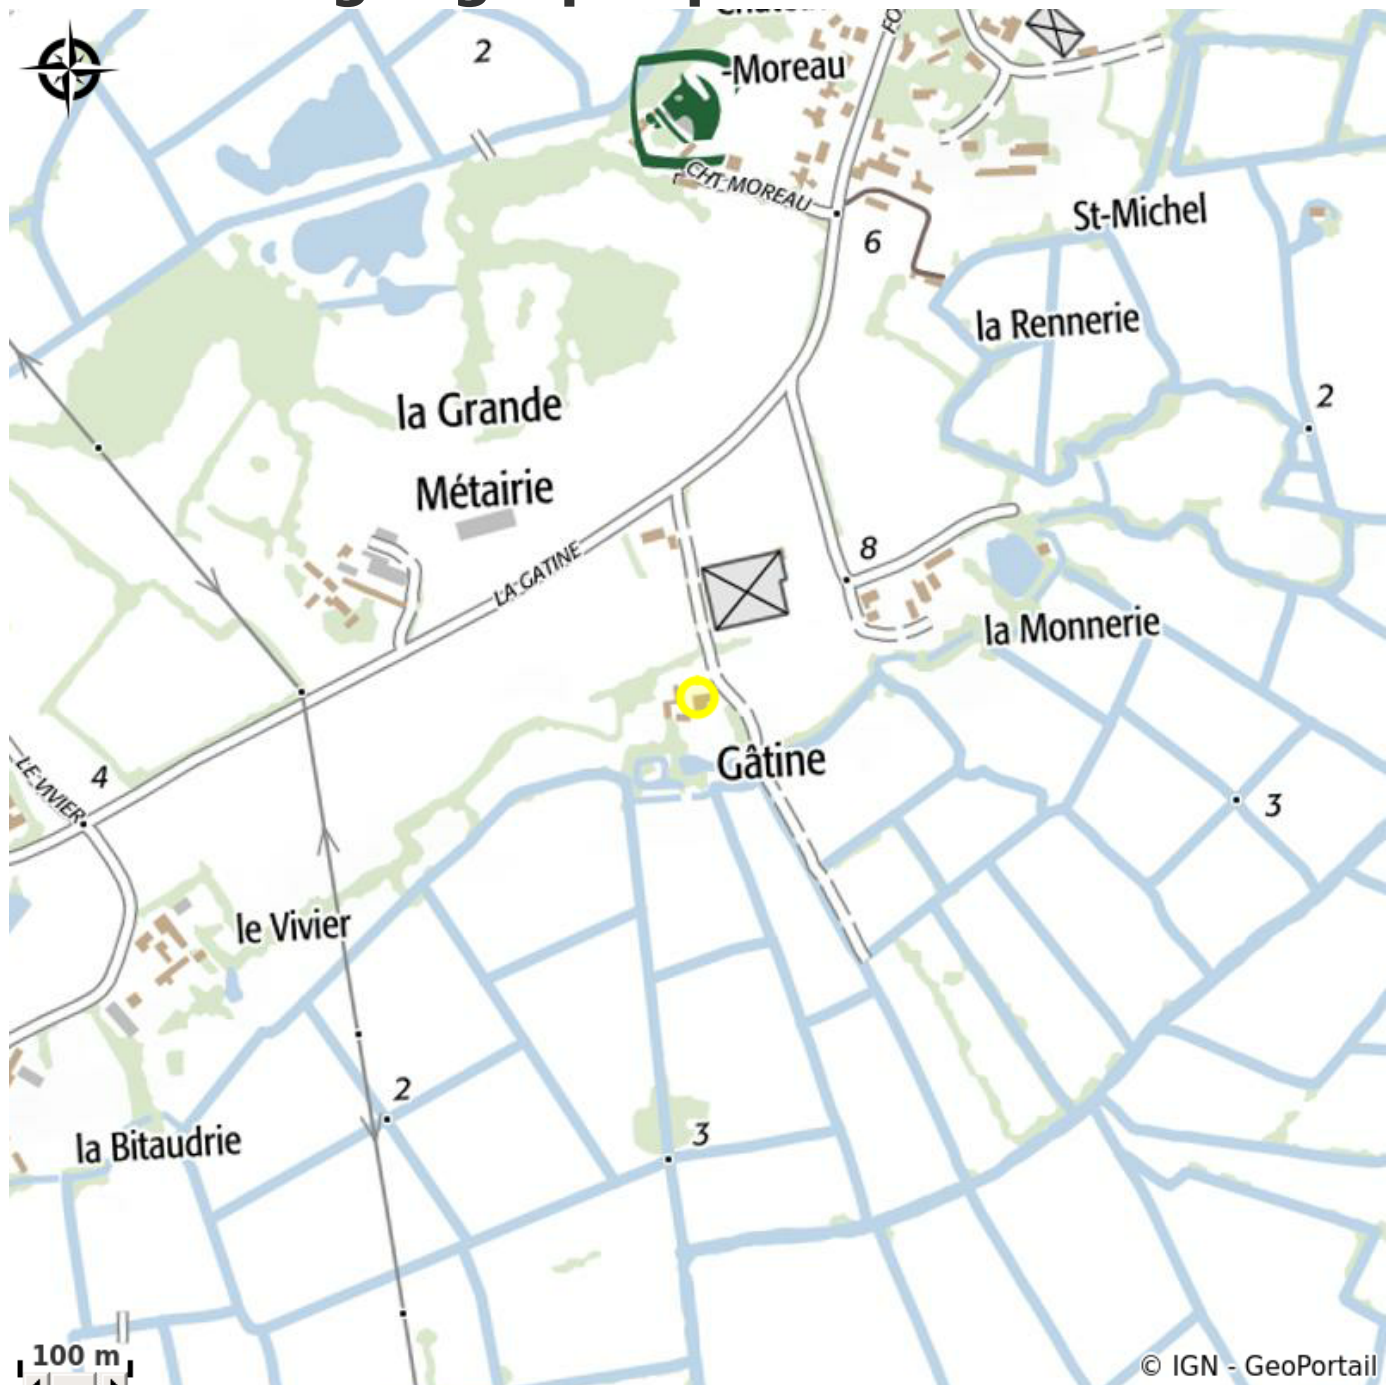 2
-Moreau
CHT MOREAU
St-Michel
6
la Rennerie
2
la Grande
Métairie
LA GATINE
8
la Monnerie
Gâtine
4
LE VIVIER
3
le Vivier
2
3
la Bitaudrie
100 m
© IGN - GeoPortail